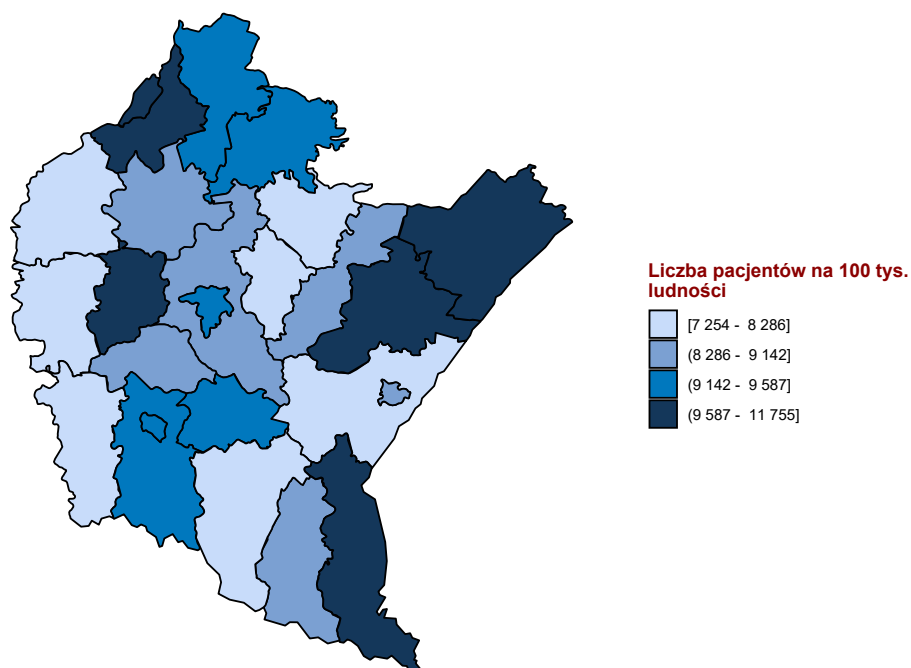 Liczba pacjentów na 100 tys.
ludności
[7 254 - 8 286]
(8 286 - 9 142]
(9 142 - 9 587]
(9 587 - 11 755]